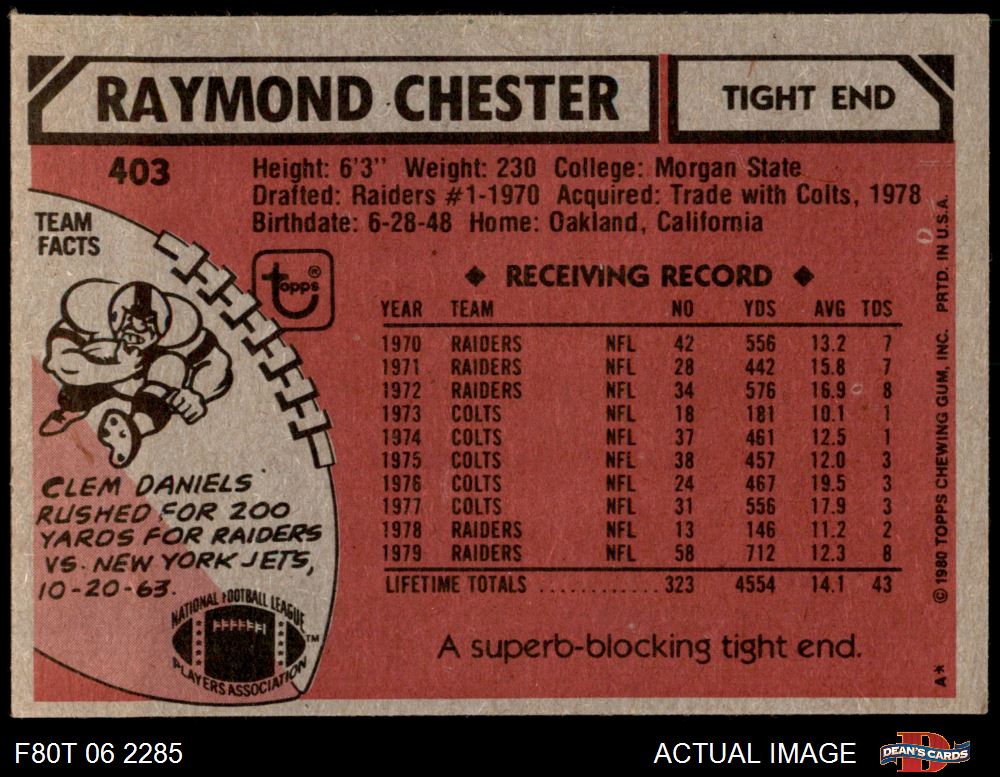 RAYMOND CHESTER
TIGHT END
403
Height: 6'3" Weight: 230 College: Morgan State
Drafted: Raiders #1-1970 Acquired: Trade with Colts, 1978
Birthdate: 6-28-48 Home: Oakland, California
TEAM
FACTS
topps®
◆ RECEIVING RECORD ◆
YEAR TEAM NO YDS AVG TDS
1970 RAIDERS NFL 42 556 13.2 7
1971 RAIDERS NFL 28 442 15.8 7
1972 RAIDERS NFL 34 576 16.9 8
1973 COLTS NFL 18 181 10.1 1
1974 COLTS NFL 37 461 12.5 1
1975 COLTS NFL 38 457 12.0 3
1976 COLTS NFL 24 467 19.5 3
1977 COLTS NFL 31 556 17.9 3
1978 RAIDERS NFL 13 146 11.2 2
1979 RAIDERS NFL 58 712 12.3 8
LIFETIME TOTALS ............ 323 4554 14.1 43
A superb-blocking tight end.
CLEM DANIELS
RUSHED FOR 200
YARDS FOR RAIDERS
VS. NEW YORK JETS,
10-20-63.
NATIONAL FOOTBALL LEAGUE
PLAYERS ASSOCIATION
TM
A* © 1980 TOPPS CHEWING GUM, INC. PRTD. IN U.S.A.
F80T 06 2285
ACTUAL IMAGE
D
DEAN'S CARDS